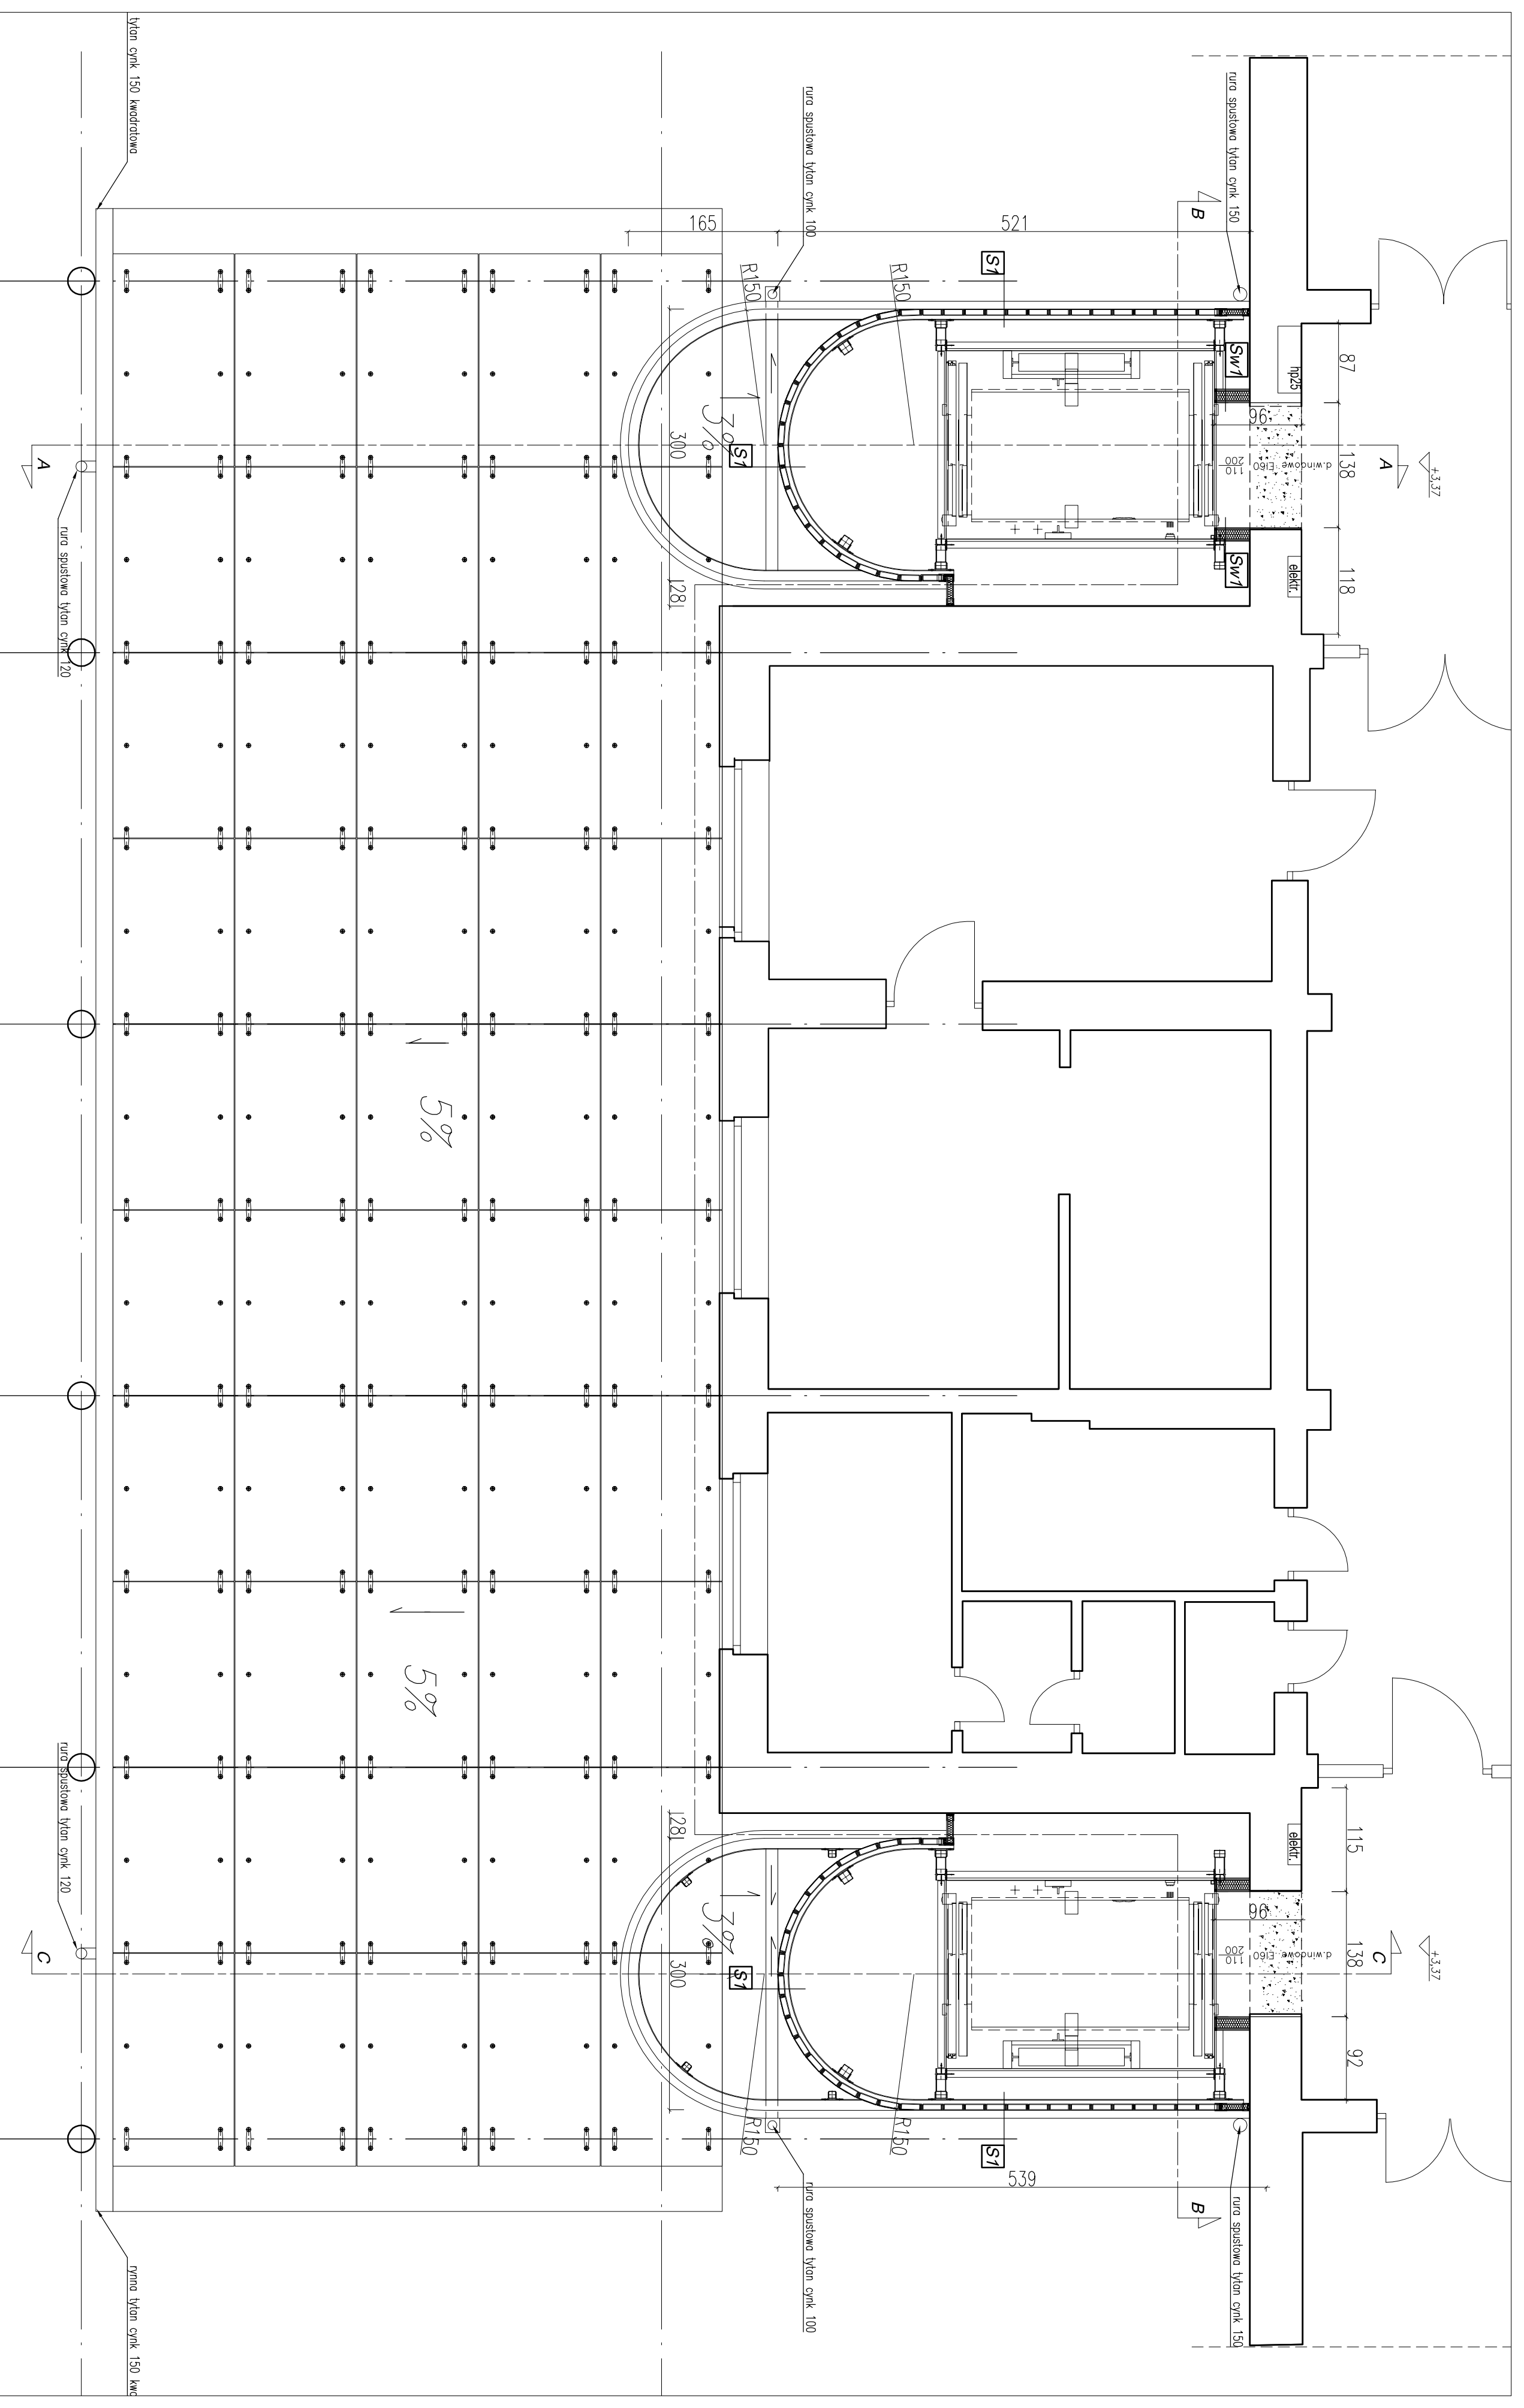 tytan cynk 150 kwadratowa
rura spustowa tytan cynk 100
rura spustowa tytan cynk 150
B
165
521
S1
R150
R150
Sw1
hp25
87
3%
300
S1
96
138
d.windowe EI60
110
200
A
A
+3,37
rura spustowa tytan cynk 120
28
Sw1
elektr.
118
5%
5%
rura spustowa tytan cynk 120
28
elektr.
115
3%
300
S1
96
138
d.windowe EI60
110
200
C
C
+3,37
92
R150
R150
S1
539
B
rura spustowa tytan cynk 100
rura spustowa tytan cynk 150
rynna tytan cynk 150 kwa